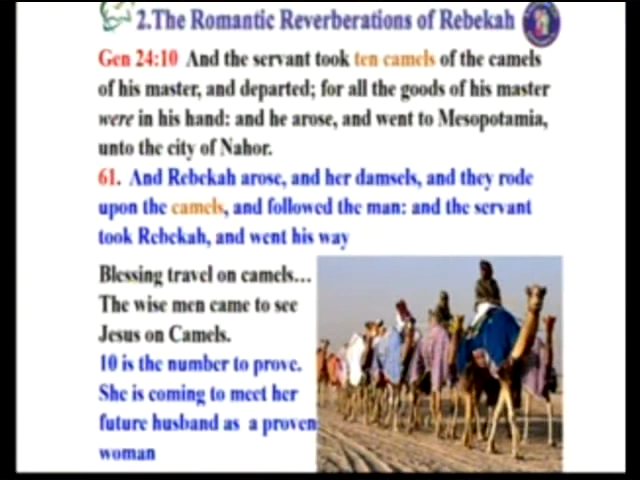 2.The Romantic Reverberations of Rebekah
Gen 24:10 And the servant took ten camels of the camels
of his master, and departed; for all the goods of his master
were in his hand: and he arose, and went to Mesopotamia,
unto the city of Nahor.
61. And Rebekah arose, and her damsels, and they rode
upon the camels, and followed the man: and the servant
took Rebekah, and went his way
Blessing travel on camels…
The wise men came to see
Jesus on Camels.
10 is the number to prove.
She is coming to meet her
future husband as a proven
woman